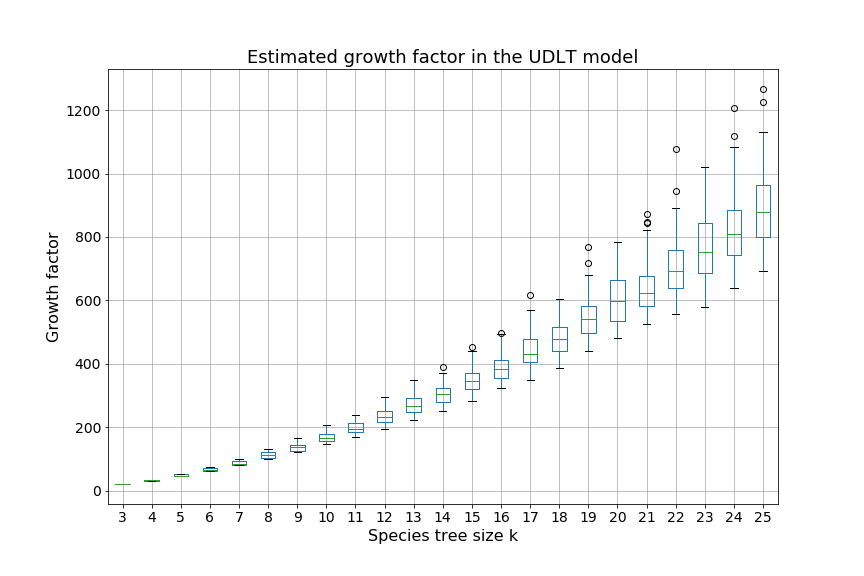 Estimated growth factor in the UDLT model
Growth factor
1200
1000
800
600
400
200
0
3 4 5 6 7 8 9 10 11 12 13 14 15 16 17 18 19 20 21 22 23 24 25
Species tree size k